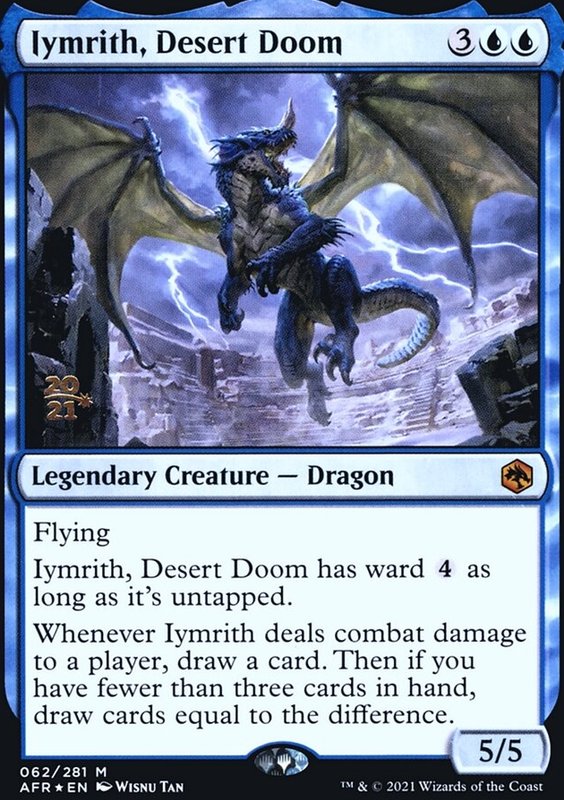 Iymrith, Desert Doom 3
20
21
Legendary Creature — Dragon
Flying
Iymrith, Desert Doom has ward 4 as
long as it's untapped.
Whenever Iymrith deals combat damage
to a player, draw a card. Then if you
have fewer than three cards in hand,
draw cards equal to the difference.
5/5
062/281 M
AFR★EN Wisnu Tan
™ & © 2021 Wizards of the Coast